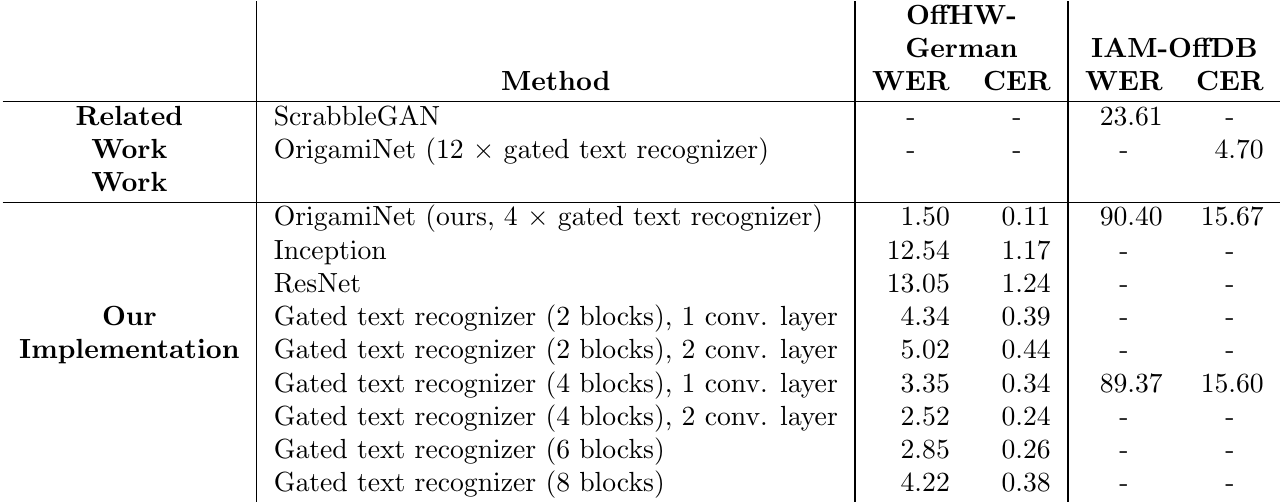 OffHW-
German IAM-OffDB
Method WER CER WER CER
Related ScrabbleGAN - - 23.61 -
Work OrigamiNet (12 × gated text recognizer) - - - 4.70
Work
OrigamiNet (ours, 4 × gated text recognizer) 1.50 0.11 90.40 15.67
Inception 12.54 1.17 - -
ResNet 13.05 1.24 - -
Our Gated text recognizer (2 blocks), 1 conv. layer 4.34 0.39 - -
Implementation Gated text recognizer (2 blocks), 2 conv. layer 5.02 0.44 - -
Gated text recognizer (4 blocks), 1 conv. layer 3.35 0.34 89.37 15.60
Gated text recognizer (4 blocks), 2 conv. layer 2.52 0.24 - -
Gated text recognizer (6 blocks) 2.85 0.26 - -
Gated text recognizer (8 blocks) 4.22 0.38 - -